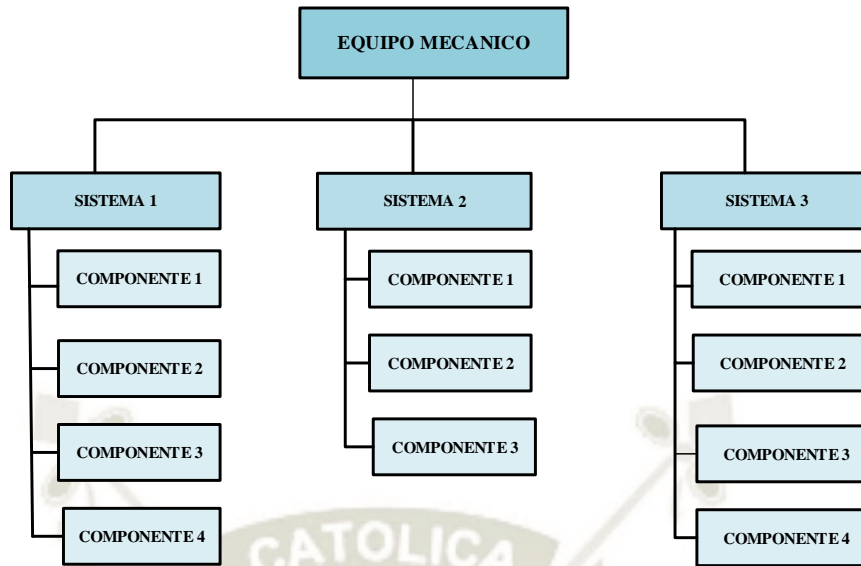 EQUIPO MECANICO
SISTEMA 1
COMPONENTE 1
COMPONENTE 2
COMPONENTE 3
COMPONENTE 4
SISTEMA 2
COMPONENTE 1
COMPONENTE 2
COMPONENTE 3
SISTEMA 3
COMPONENTE 1
COMPONENTE 2
COMPONENTE 3
COMPONENTE 4
CATOLICA